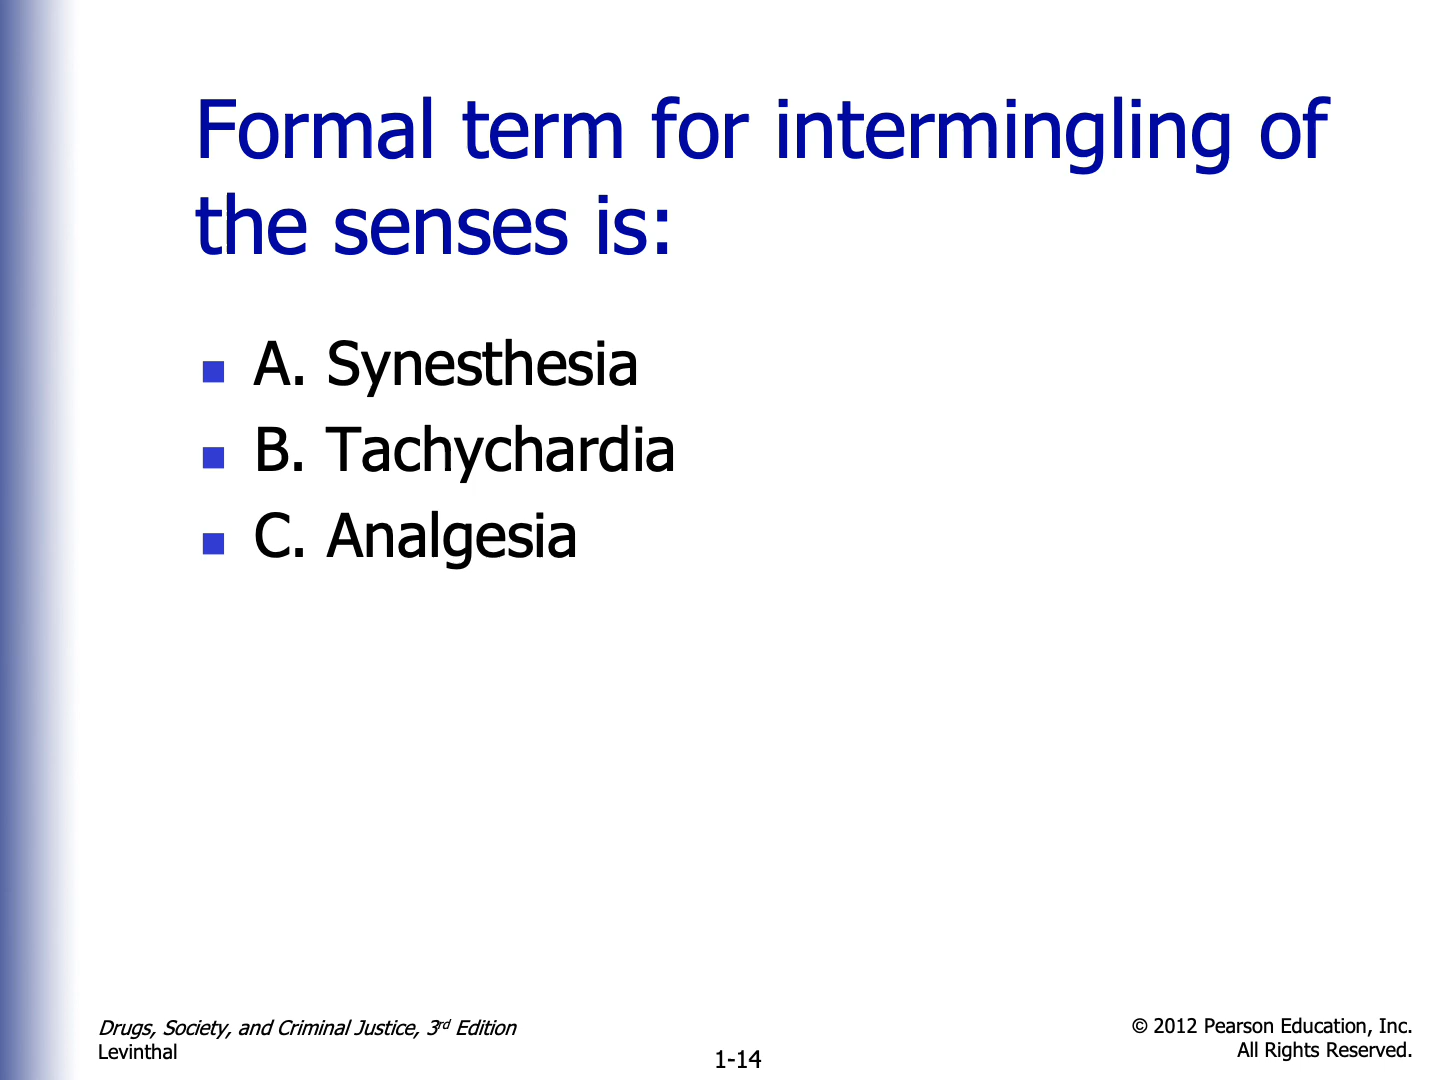 Formal term for intermingling of
the senses is:
A. Synesthesia
B. Tachychardia
C. Analgesia
Drugs, Society, and Criminal Justice, 3rd Edition
Levinthal
1-14
© 2012 Pearson Education, Inc.
All Rights Reserved.